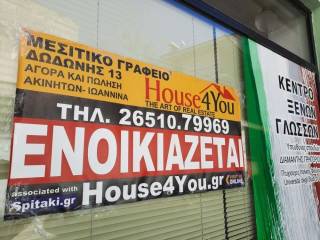 ΜΕΣΙΤΙΚΟ ΓΡΑΦΕΙΟ
ΔΩΔΩΝΗΣ 13
ΑΓΟΡΑ ΚΑΙ ΠΩΛΗΣΗ
ΑΚΙΝΗΤΩΝ-ΙΩΑΝΝΙΝΑ
House4You
THE ART OF REAL ESTATE
ΤΗΛ. 26510.79969
ΕΝΟΙΚΙΑΖΕΤΑΙ
associated with
Spitaki.gr
House4You.gr
ONLINE
ΚΕΝΤΡΟ
ΞΕΝΩΝ
ΓΛΩΣΣΩΝ